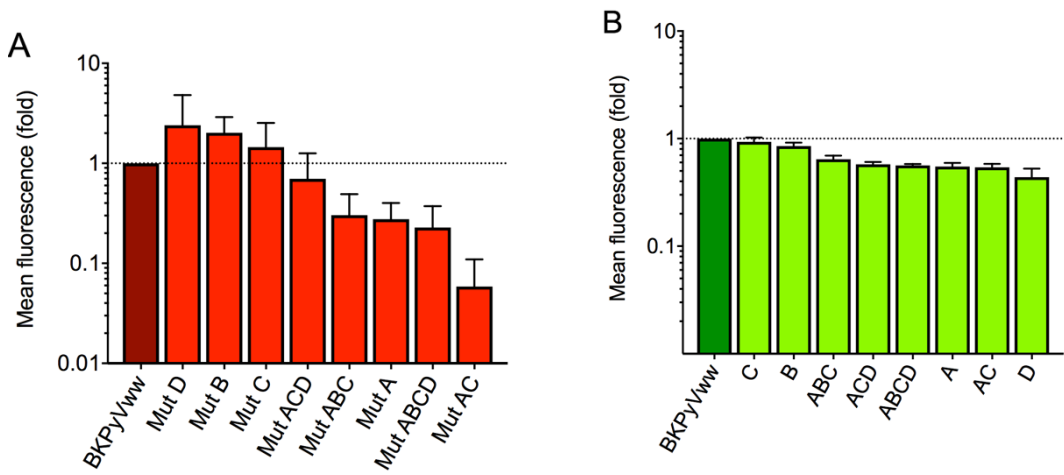 A
Mean fluorescence (fold)
10
1
0.1
0.01
BKPyVww
Mut D
Mut B
Mut C
Mut ACD
Mut ABC
Mut A
Mut ABCD
Mut AC
B
Mean fluorescence (fold)
10
1
0.1
BKPyVww
C
B
ABC
ACD
ABCD
A
AC
D